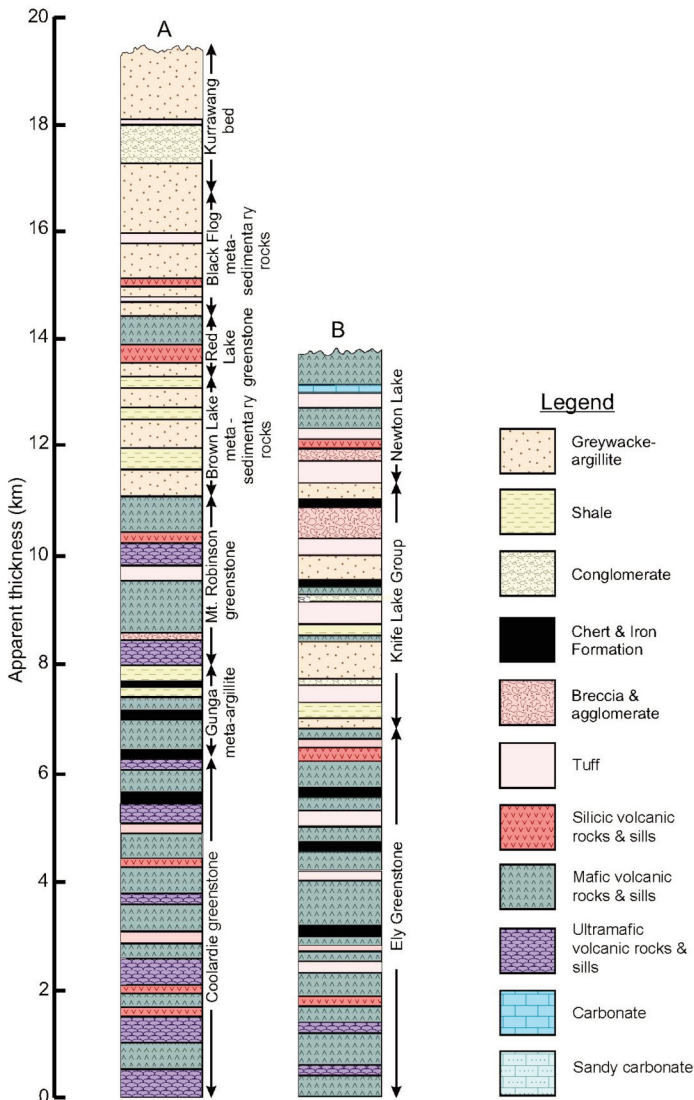 A
B
20
18
16
14
12
10
8
6
4
2
0
Apparent thickness (km)
Kurrawang
bed
Black Flog
meta-
sedimentary
rocks
Red
Lake
greenstone
Brown Lake
meta-
sedimentary
rocks
Mt. Robinson
greenstone
Gunga
meta-argillite
Coolardie greenstone
Newton Lake
Knife Lake Group
Ely Greenstone
Legend
Greywacke-
argillite
Shale
Conglomerate
Chert & Iron
Formation
Breccia &
agglomerate
Tuff
Silicic volcanic
rocks & sills
Mafic volcanic
rocks & sills
Ultramafic
volcanic rocks &
sills
Carbonate
Sandy carbonate